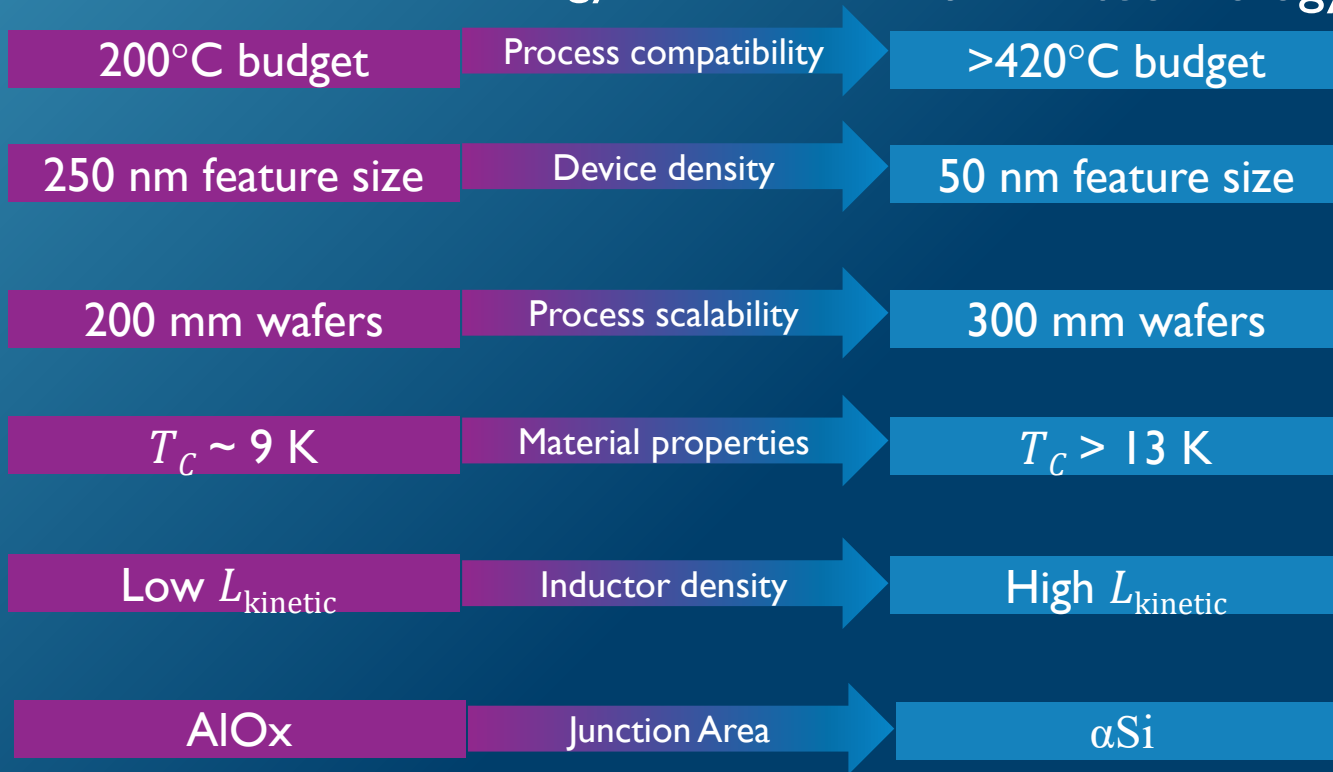 200°C budget Process compatibility >420°C budget
250 nm feature size Device density 50 nm feature size
200 mm wafers Process scalability 300 mm wafers
T_C ~ 9 K Material properties T_C > 13 K
Low L_kinetic Inductor density High L_kinetic
AlOx Junction Area αSi